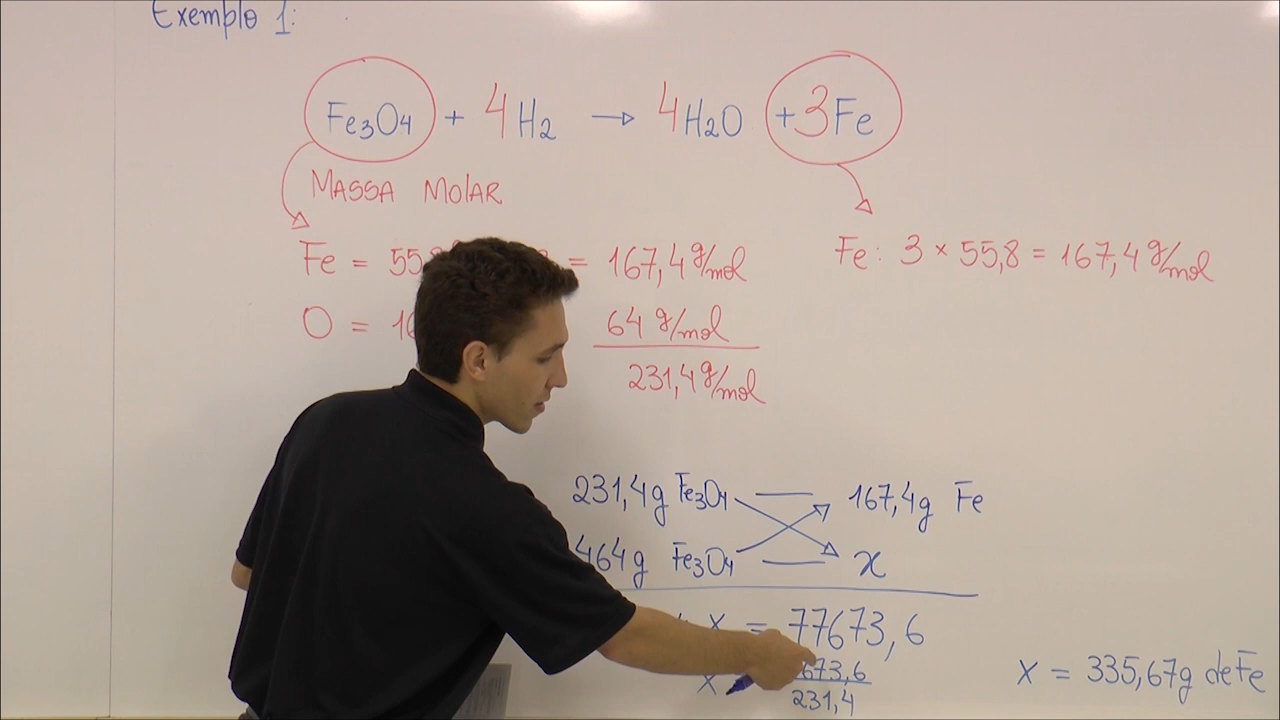 Exemplo 1:
Fe3O4 + 4H2 → 4H2O + 3Fe
MASSA MOLAR
Fe = 55 = 167,4 g/mol
Fe: 3 × 55,8 = 167,4 g/mol
O = 16
64 g/mol
231,4 g/mol
231,4g Fe3O4 — 167,4g Fe
464g Fe3O4 — x
x = 77673,6
x 673,6
231,4
x = 335,67g de Fe